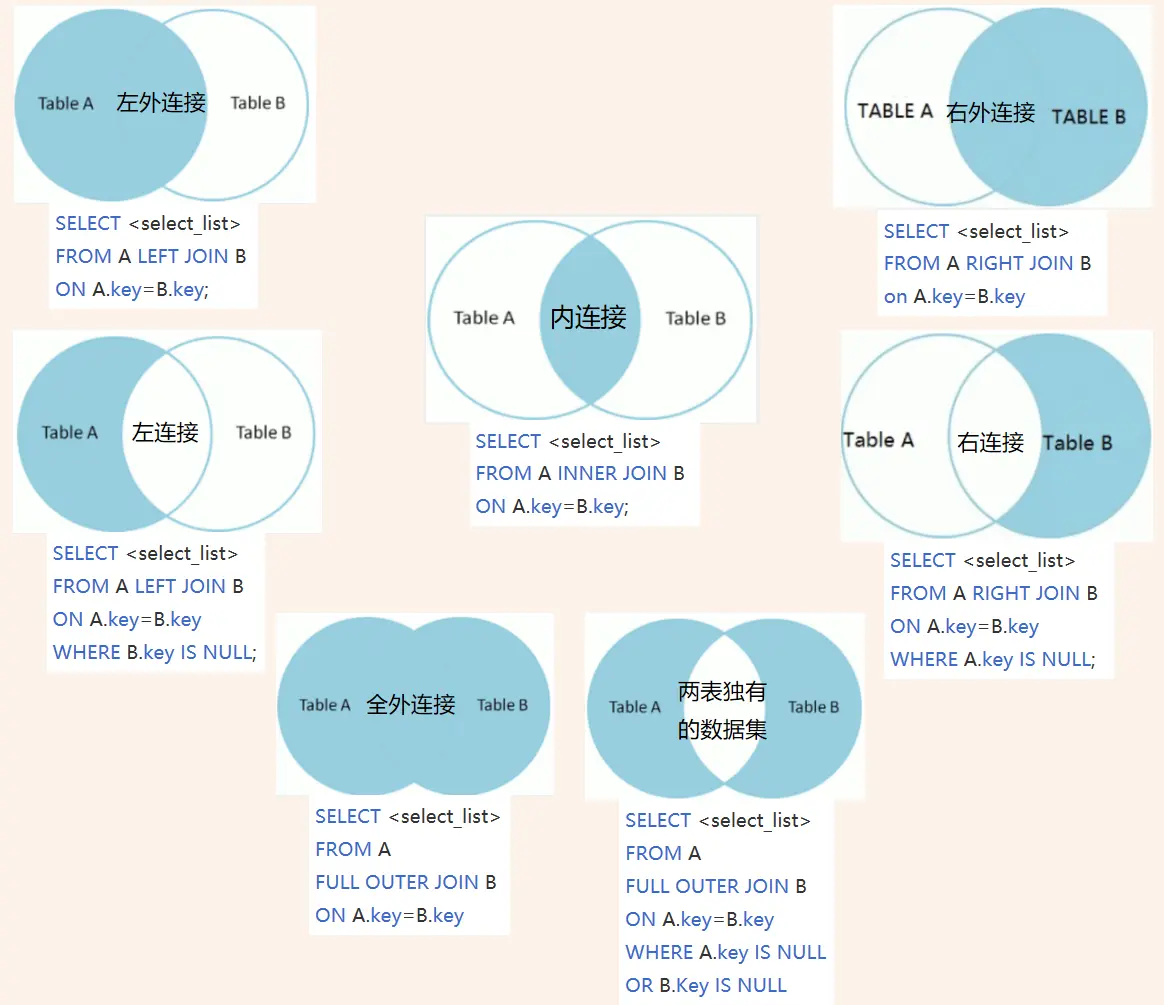 Table A 左外连接 Table B
SELECT <select_list>
FROM A LEFT JOIN B
ON A.key=B.key;
TABLE A 右外连接 TABLE B
SELECT <select_list>
FROM A RIGHT JOIN B
on A.key=B.key
Table A 内连接 Table B
SELECT <select_list>
FROM A INNER JOIN B
ON A.key=B.key;
Table A 左连接 Table B
SELECT <select_list>
FROM A LEFT JOIN B
ON A.key=B.key
WHERE B.key IS NULL;
Table A 右连接 Table B
SELECT <select_list>
FROM A RIGHT JOIN B
ON A.key=B.key
WHERE A.key IS NULL;
Table A 全外连接 Table B
SELECT <select_list>
FROM A
FULL OUTER JOIN B
ON A.key=B.key
两表独有
Table A Table B
的数据集
SELECT <select_list>
FROM A
FULL OUTER JOIN B
ON A.key=B.key
WHERE A.key IS NULL
OR B.Key IS NULL